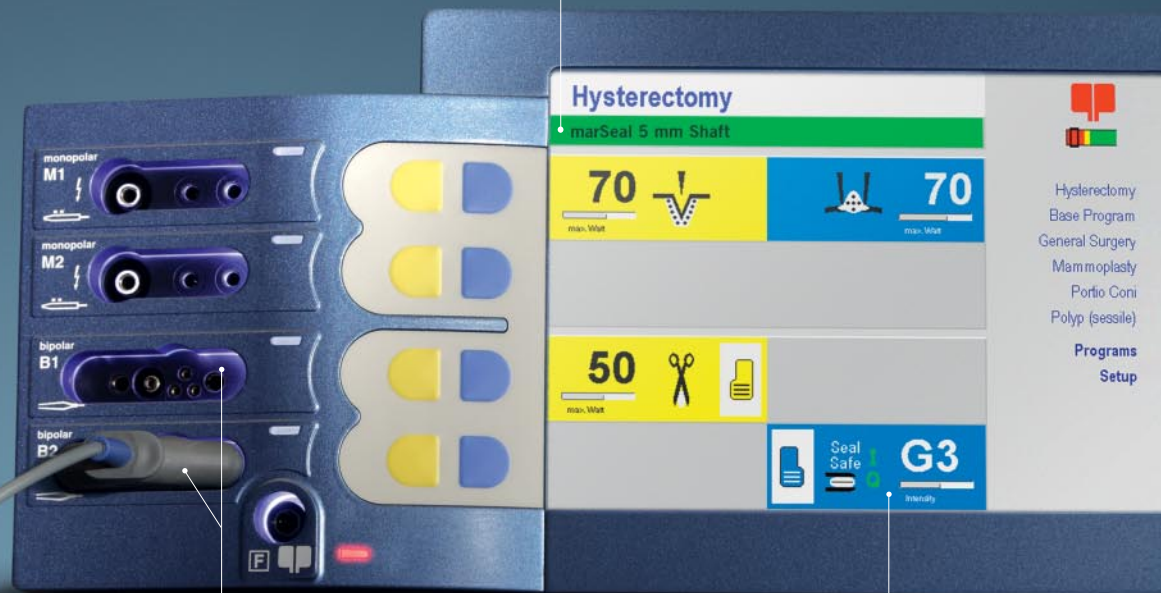 Hysterectomy
marSeal 5 mm Shaft
monopolar
M1
70
max. Watt
70
max. Watt
monopolar
M2
bipolar
B1
50
max. Watt
bipolar
B2
Seal
Safe
I
Q
G3
Intensity
F
Hysterectomy
Base Program
General Surgery
Mammoplasty
Portio Coni
Polyp (sessile)
Programs
Setup